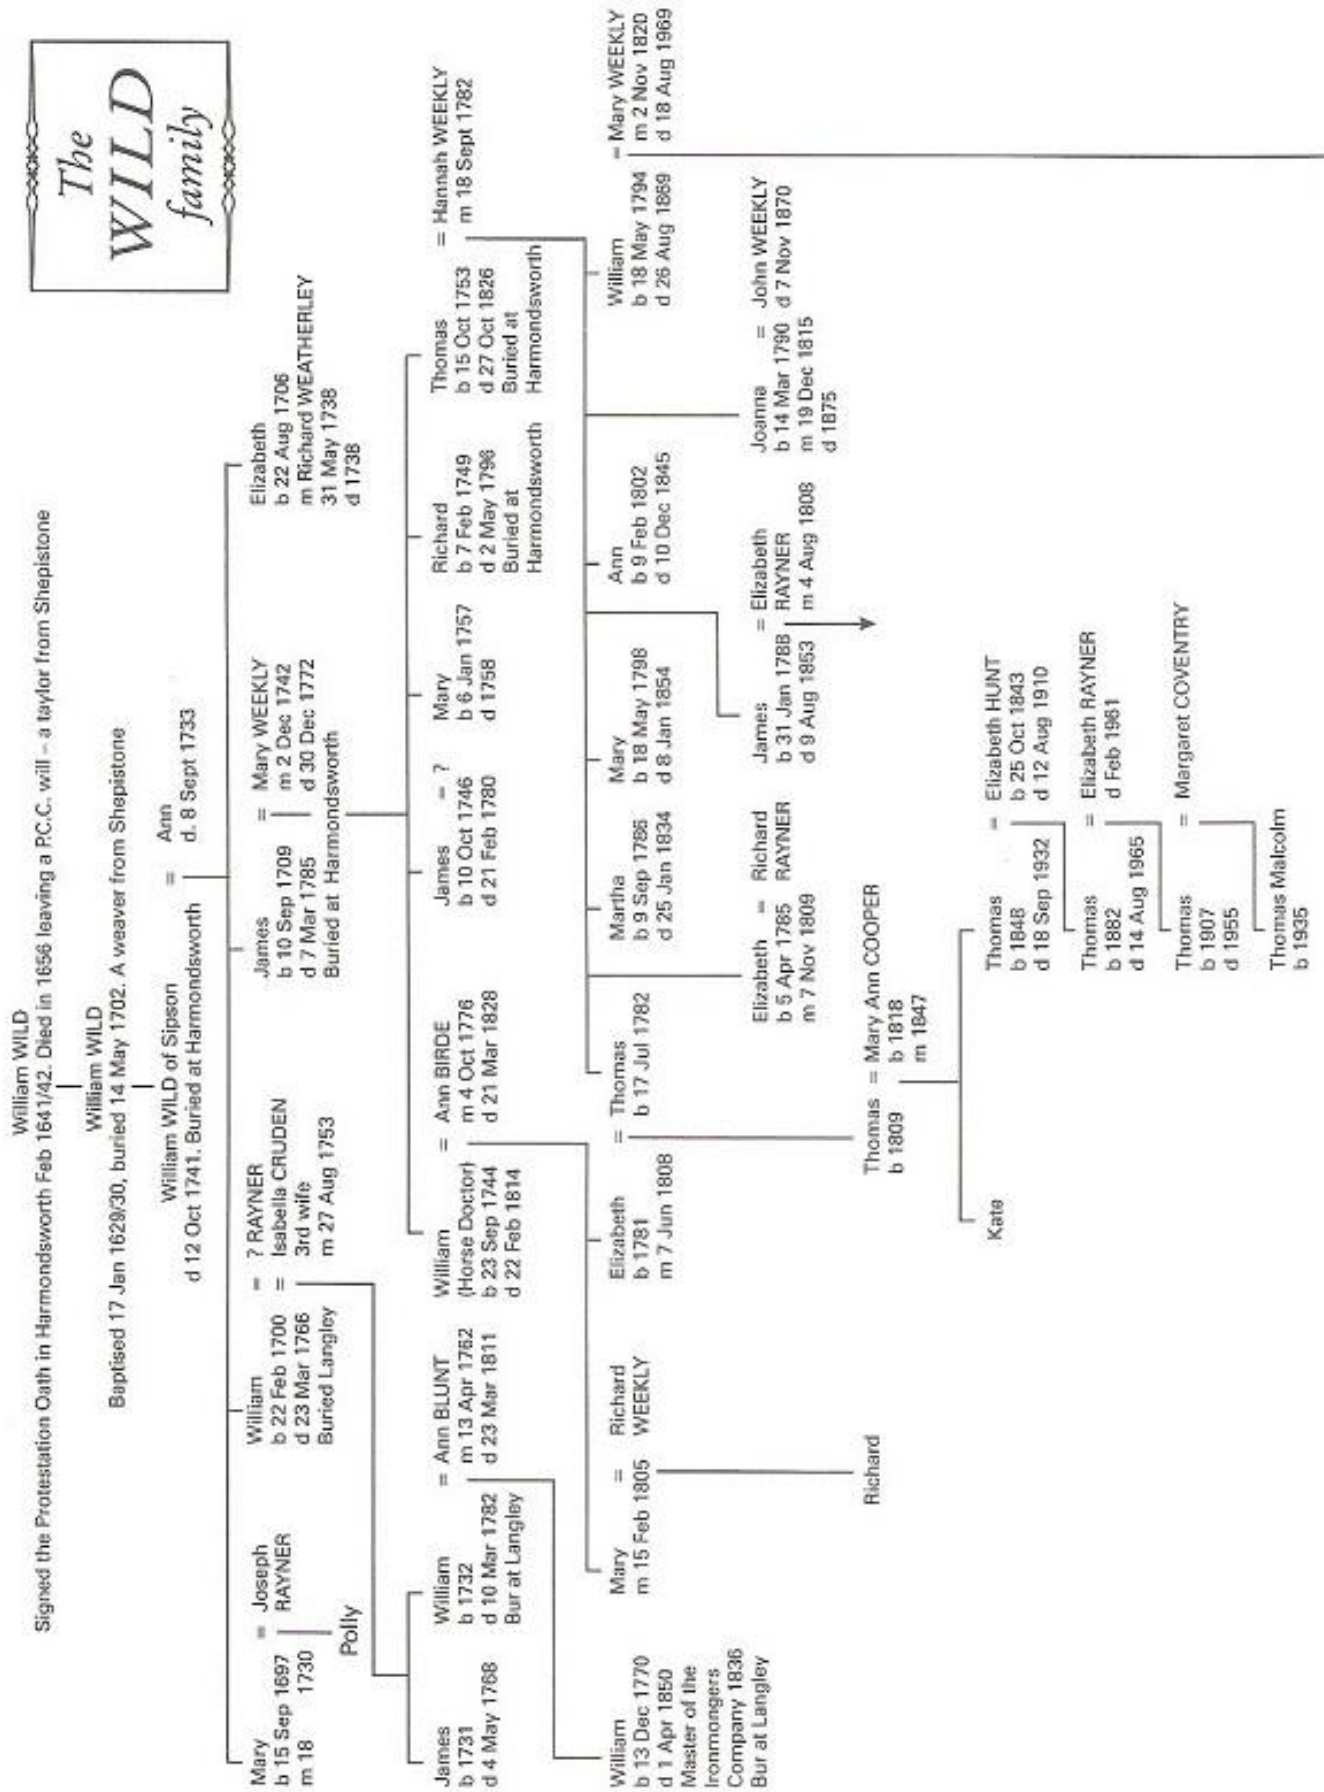 The
WILD
family
William WILD
Signed the Protestation Oath in Harmondsworth Feb 1641/42. Died in 1656 leaving a P.C.C. will – a taylor from Shepistone
William WILD
Baptised 17 Jan 1629/30, buried 14 May 1702. A weaver from Shepistone
William WILD of Sipson = Ann
d 12 Oct 1741. Buried at Harmondsworth d. 8 Sept 1733
Mary = Joseph
b 15 Sep 1697 RAYNER
m 18 1730
Polly
William = ? RAYNER
b 22 Feb 1700 = Isabella CRUDEN
d 23 Mar 1766 3rd wife
Buried Langley m 27 Aug 1753
James = Mary WEEKLY
b 10 Sep 1709 m 2 Dec 1742
d 7 Mar 1785 d 30 Dec 1772
Buried at Harmondsworth
Elizabeth
b 22 Aug 1706
m Richard WEATHERLEY
31 May 1738
d 1738
James
b 1731
d 4 May 1768
William = Ann BLUNT
b 1732 m 13 Apr 1762
d 10 Mar 1782 d 23 Mar 1811
Bur at Langley
William = Ann BIRDE
(Horse Doctor) m 4 Oct 1776
b 23 Sep 1744 d 21 Mar 1828
d 22 Feb 1814
James = ?
b 10 Oct 1746
d 21 Feb 1780
Mary
b 6 Jan 1757
d 1758
Richard
b 7 Feb 1749
d 2 May 1796
Buried at
Harmondsworth
Thomas = Hannah WEEKLY
b 15 Oct 1753 m 18 Sept 1782
d 27 Oct 1826
Buried at
Harmondsworth
William
b 13 Dec 1770
d 1 Apr 1850
Master of the
Ironmongers
Company 1836
Bur at Langley
Mary = Richard
m 15 Feb 1805 WEEKLY
Elizabeth = Thomas
b 1781 b 17 Jul 1782
m 7 Jun 1808
Martha
b 9 Sep 1786
d 25 Jan 1834
Mary
b 18 May 1798
d 8 Jan 1854
Ann
b 9 Feb 1802
d 10 Dec 1845
William = Mary WEEKLY
b 18 May 1794 m 2 Nov 1820
d 26 Aug 1869 d 18 Aug 1969
Elizabeth = Richard
b 5 Apr 1785 RAYNER
m 7 Nov 1809
James = Elizabeth
b 31 Jan 1788 RAYNER
d 9 Aug 1853 m 4 Aug 1808
Joanna = John WEEKLY
b 14 Mar 1790 d 7 Nov 1870
m 19 Dec 1815
d 1875
Richard
Thomas = Mary Ann COOPER
b 1809 b 1818
m 1847
Kate
Thomas = Elizabeth HUNT
b 1848 b 25 Oct 1843
d 18 Sep 1932 d 12 Aug 1910
Thomas = Elizabeth RAYNER
b 1882 d Feb 1961
d 14 Aug 1965
Thomas = Margaret COVENTRY
b 1907
d 1955
Thomas Malcolm
b 1935